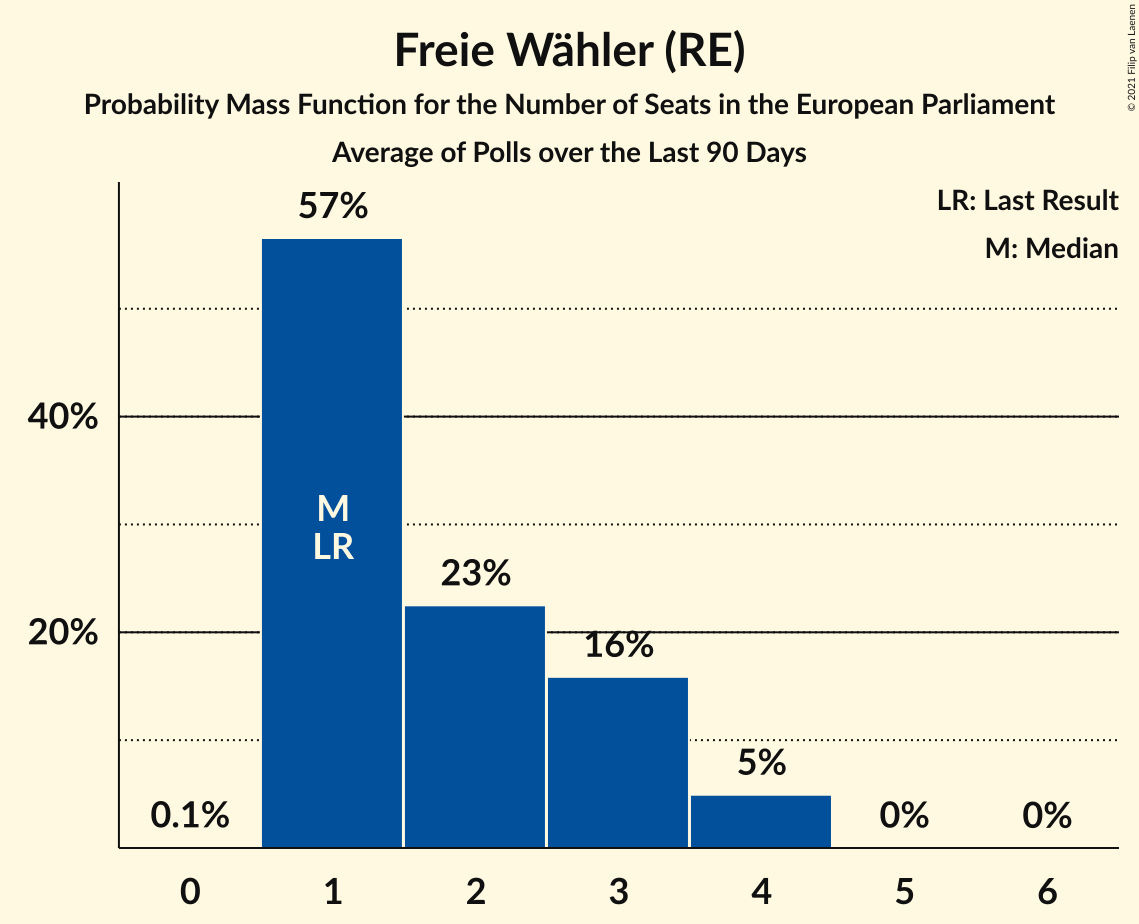 Freie Wähler (RE)
Probability Mass Function for the Number of Seats in the European Parliament
Average of Polls over the Last 90 Days
© 2021 Filip van Laenen
LR: Last Result
M: Median
57%
40%
M
LR
23%
20%
16%
5%
0.1%
0%
0%
0
1
2
3
4
5
6